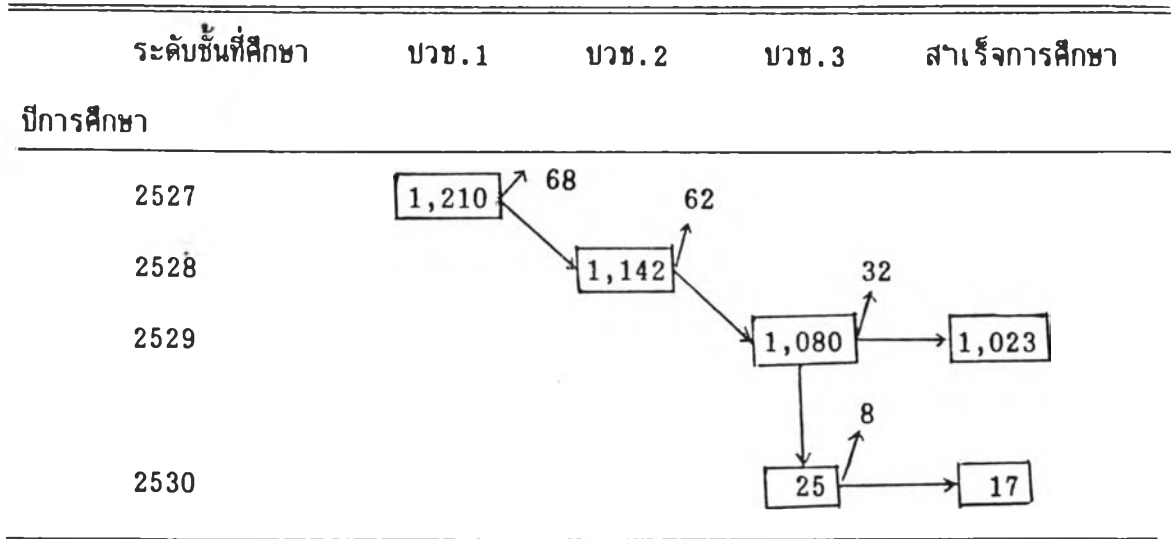 ระดับชั้นที่ศึกษา ปวช.1 ปวช.2 ปวช.3 สำเร็จการศึกษา
ปีการศึกษา
2527 1,210 68
62
2528 1,142
32
2529 1,080 1,023
8
2530 25 17